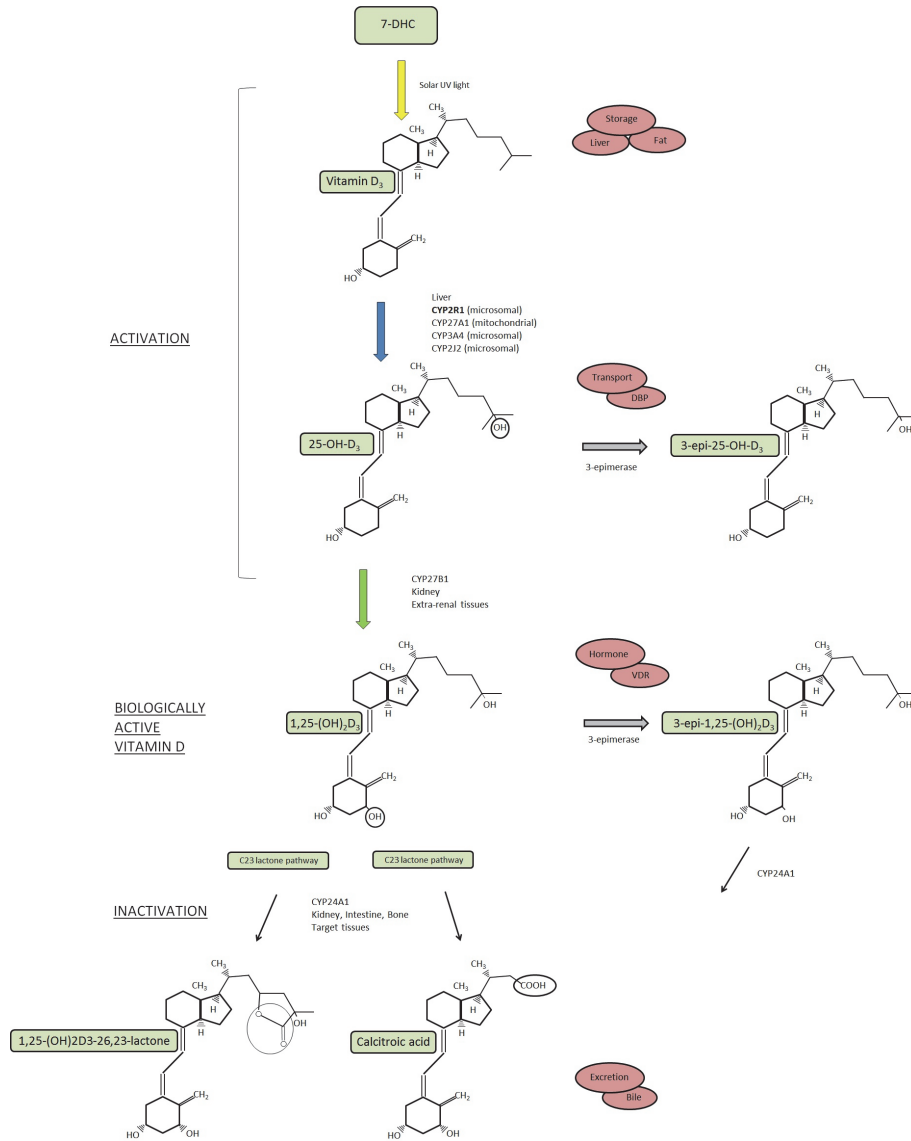 7-DHC
Solar UV light
CH3
CH3
H
H
Storage
Liver
Fat
Vitamin D3
CH2
HO
ACTIVATION
Liver
CYP2R1 (microsomal)
CYP27A1 (mitochondrial)
CYP3A4 (microsomal)
CYP2J2 (microsomal)
CH3
CH3
H
OH
H
25-OH-D3
CH2
HO
Transport
DBP
3-epimerase
CH3
CH3
H
OH
H
3-epi-25-OH-D3
CH2
HO
CYP27B1
Kidney
Extra-renal tissues
BIOLOGICALLY
ACTIVE
VITAMIN D
CH3
CH3
H
OH
H
1,25-(OH)2D3
CH2
HO
OH
Hormone
VDR
3-epimerase
CH3
CH3
H
OH
H
3-epi-1,25-(OH)2D3
CH2
HO
OH
C23 lactone pathway
C23 lactone pathway
CYP24A1
INACTIVATION
CYP24A1
Kidney, Intestine, Bone
Target tissues
CH3
CH3
H
O
OH
O
H
1,25-(OH)2D3-26,23-lactone
CH2
HO
OH
CH3
COOH
CH3
H
H
Calcitroic acid
CH2
HO
OH
Excretion
Bile